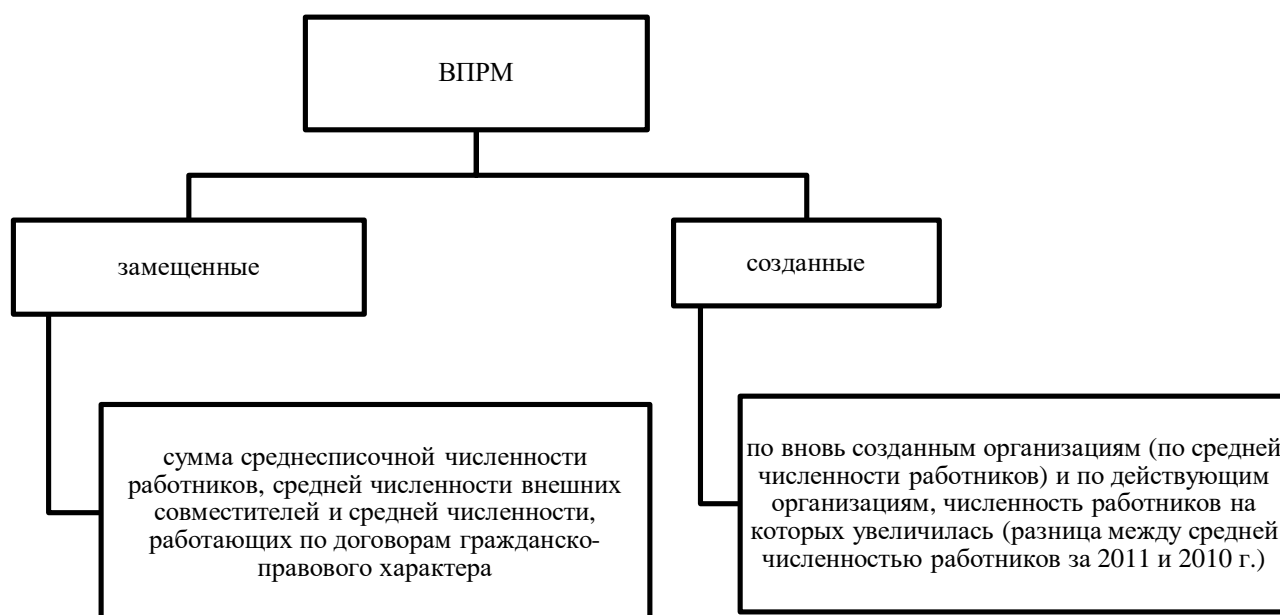 ВПРМ
замещенные
созданные
сумма среднесписочной численности
работников, средней численности внешних
совместителей и средней численности,
работающих по договорам гражданско-
правового характера
по вновь созданным организациям (по средней
численности работников) и по действующим
организациям, численность работников на
которых увеличилась (разница между средней
численностью работников за 2011 и 2010 г.)